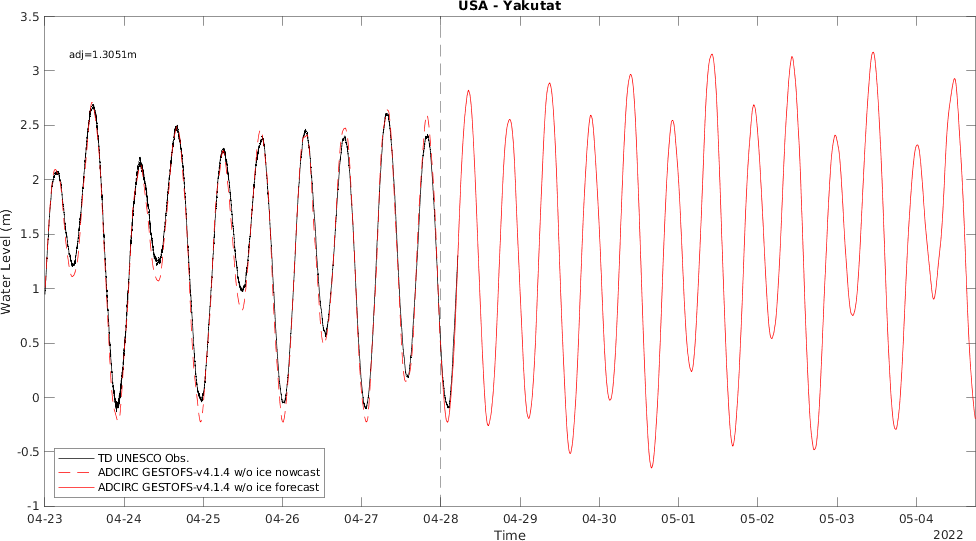 USA - Yakutat
adj=1.3051m
Water Level (m)
3.5
3
2.5
2
1.5
1
0.5
0
-0.5
-1
TD UNESCO Obs.
ADCIRC GESTOFS-v4.1.4 w/o ice nowcast
ADCIRC GESTOFS-v4.1.4 w/o ice forecast
04-23 04-24 04-25 04-26 04-27 04-28 04-29 04-30 05-01 05-02 05-03 05-04
Time
2022